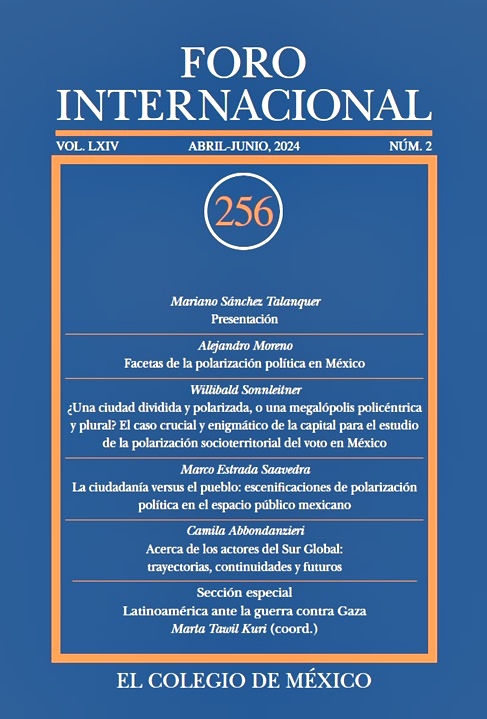 FORO
INTERNACIONAL
VOL. LXIV ABRIL-JUNIO, 2024 NÚM. 2
256
Mariano Sánchez Talanquer
Presentación
Alejandro Moreno
Facetas de la polarización política en México
Willibald Sonnleitner
¿Una ciudad dividida y polarizada, o una megalópolis policéntrica
y plural? El caso crucial y enigmático de la capital para el estudio
de la polarización socioterritorial del voto en México
Marco Estrada Saavedra
La ciudadanía versus el pueblo: escenificaciones de polarización
política en el espacio público mexicano
Camila Abbondanzieri
Acerca de los actores del Sur Global:
trayectorias, continuidades y futuros
Sección especial
Latinoamérica ante la guerra contra Gaza
Marta Tawil Kuri (coord.)
EL COLEGIO DE MÉXICO